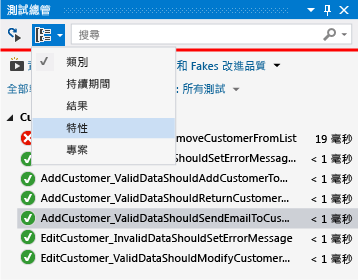 測試總管
搜尋
類別
持續期間
結果
特性
專案
和 Fakes 改進品質
全部
: 所有測試
Cu
moveCustomerFromList 19 毫秒
ShouldSetErrorMessag... < 1 毫秒
AddCustomer_ValidDataShouldAddCustomerTo... < 1 毫秒
AddCustomer_ValidDataShouldReturnCustomer... < 1 毫秒
AddCustomer_ValidDataShouldSendEmailToCus... < 1 毫秒
EditCustomer_InvalidDataShouldSetErrorMessage < 1 毫秒
EditCustomer_ValidDataShouldModifyCustomer... < 1 毫秒